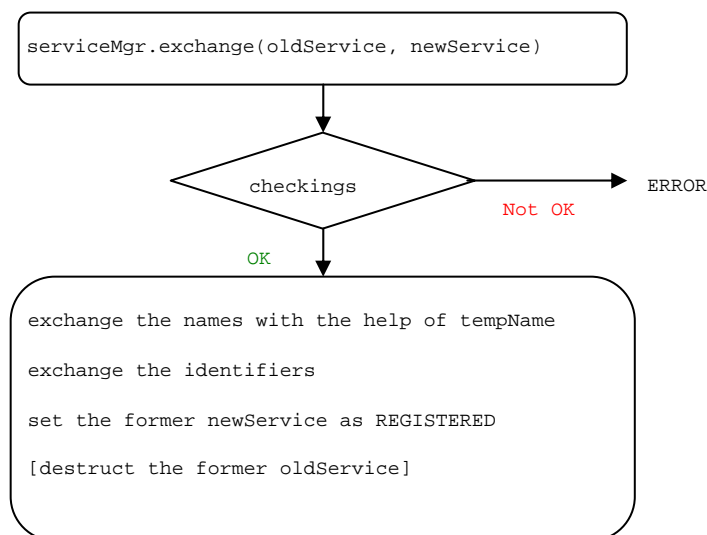 serviceMgr.exchange(oldService, newService)
checkings
ERROR
Not OK
OK
exchange the names with the help of tempName
exchange the identifiers
set the former newService as REGISTERED
[destruct the former oldService]